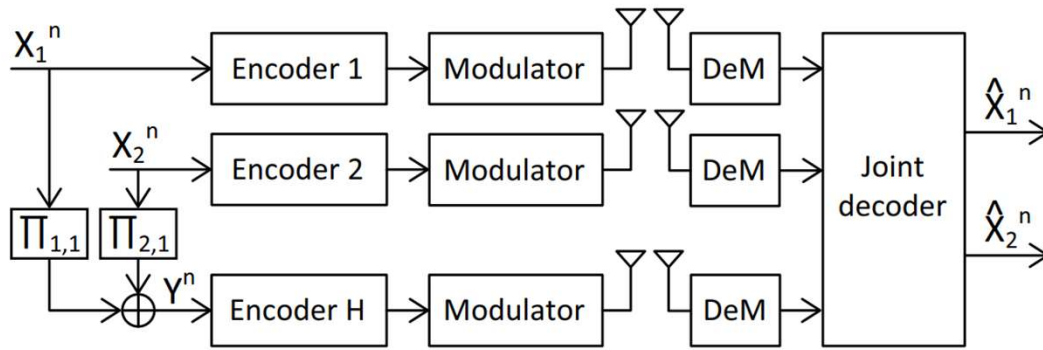 X₁ⁿ
Encoder 1
Modulator
DeM
X̂₁ⁿ
X₂ⁿ
Encoder 2
Modulator
DeM
Joint
decoder
X̂₂ⁿ
Π₁,₁
Π₂,₁
Yⁿ
Encoder H
Modulator
DeM